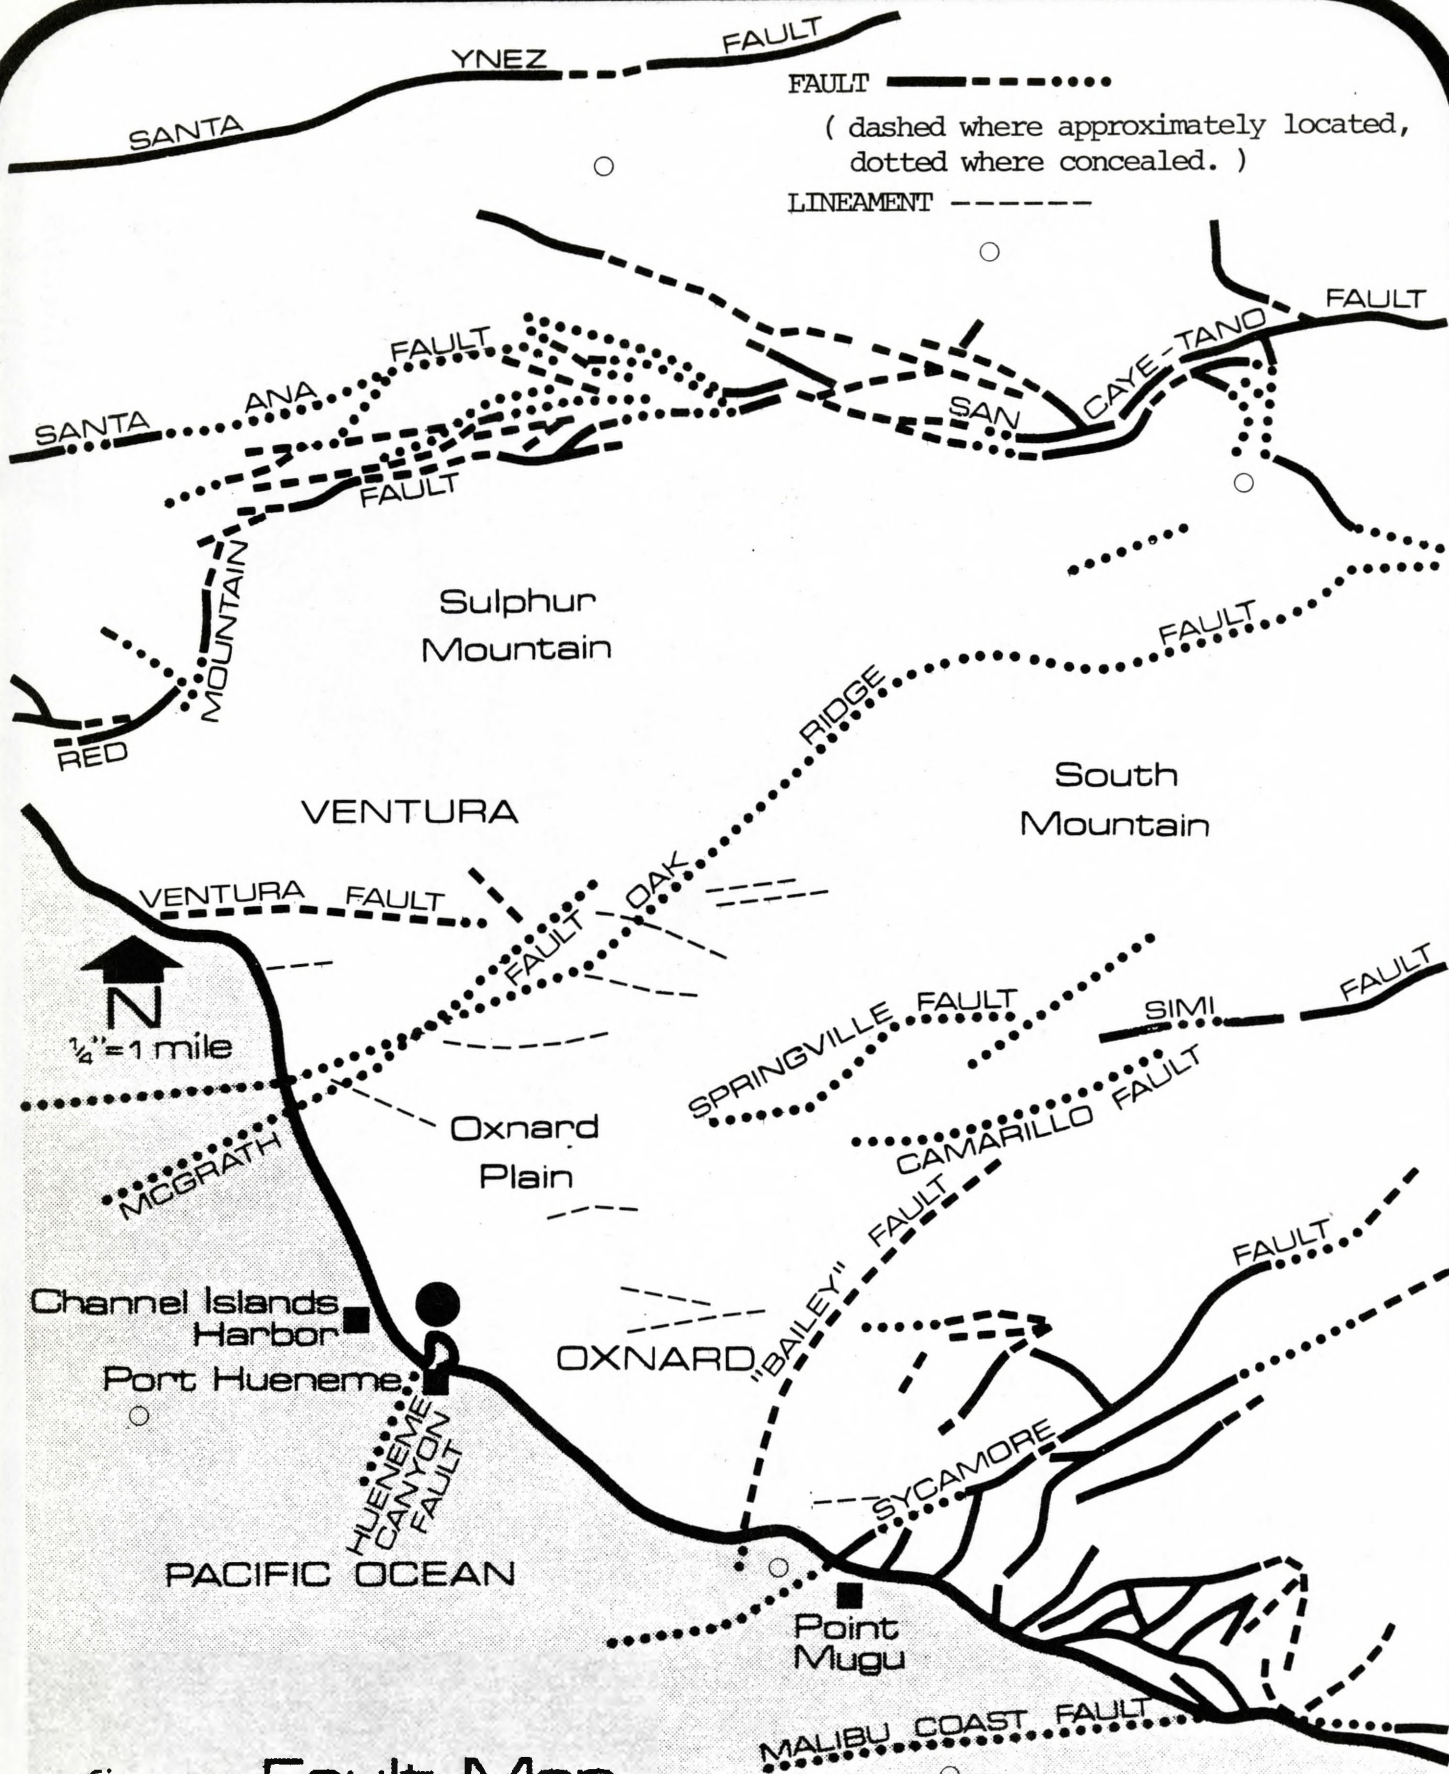 SANTA YNEZ FAULT
FAULT
( dashed where approximately located,
dotted where concealed. )
LINEAMENT
SANTA ANA FAULT
SAN CAYE-TANO FAULT
RED MOUNTAIN FAULT
Sulphur
Mountain
OAK RIDGE FAULT
South
Mountain
VENTURA
VENTURA FAULT
N
¼"=1 mile
MCGRATH FAULT
SPRINGVILLE FAULT
SIMI FAULT
CAMARILLO FAULT
Oxnard
Plain
"BAILEY" FAULT
Channel Islands
Harbor
Port Hueneme
OXNARD
HUENEME
CANYON
FAULT
SYCAMORE FAULT
PACIFIC OCEAN
Point
Mugu
MALIBU COAST FAULT
Fault Map